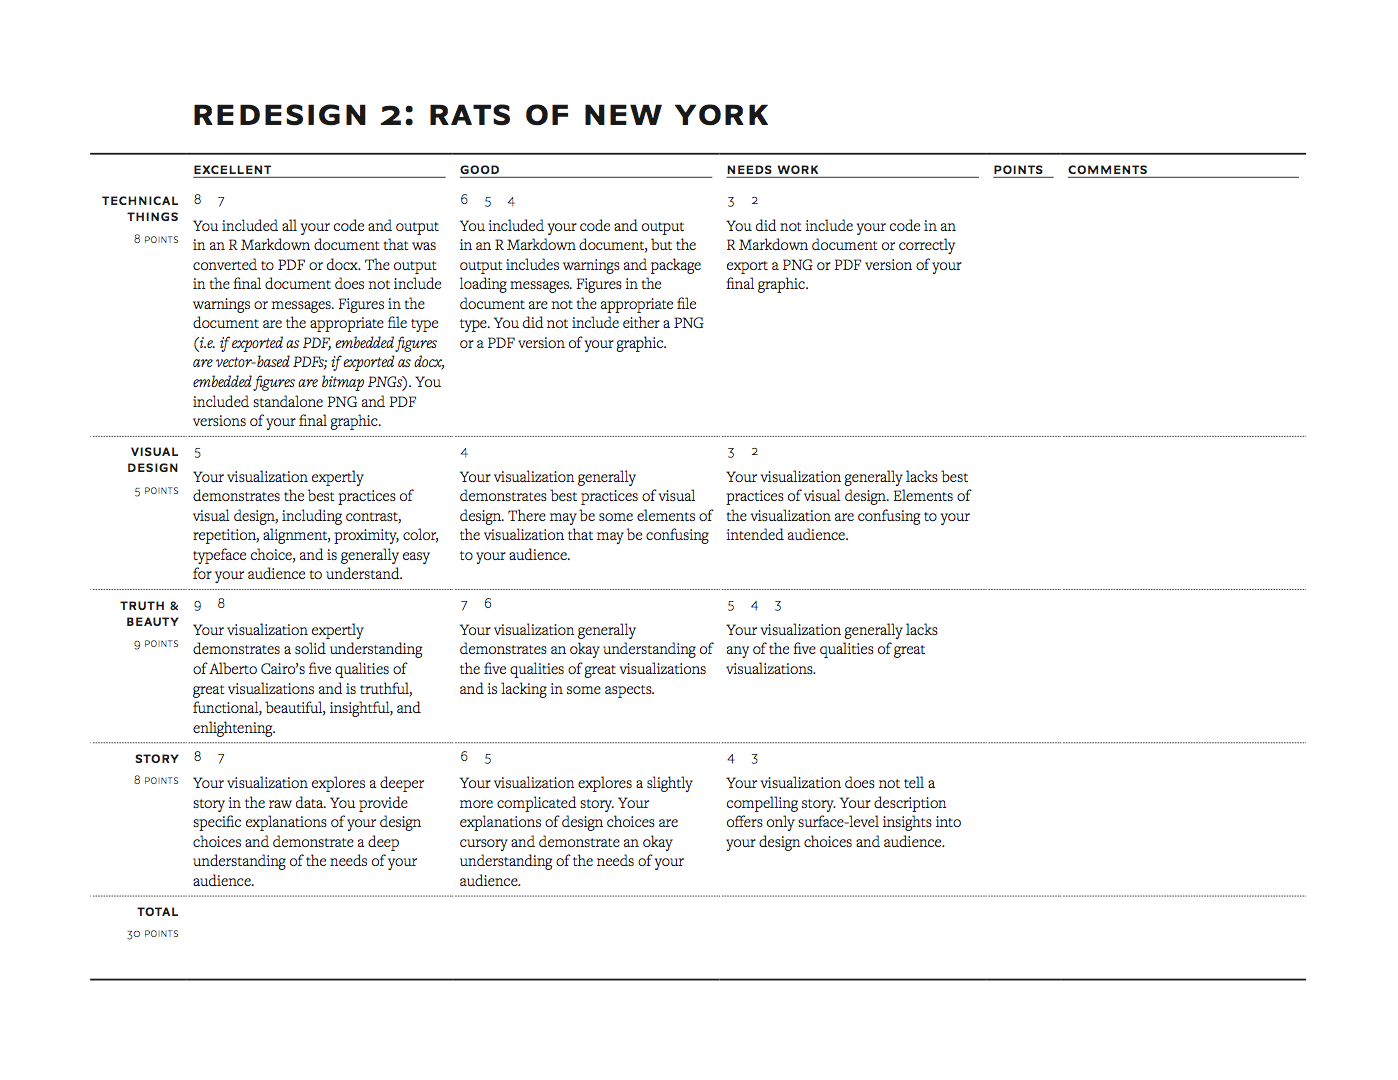 REDESIGN 2: RATS OF NEW YORK
EXCELLENT
GOOD
NEEDS WORK
POINTS
COMMENTS
TECHNICAL
THINGS
8 POINTS
8 7
You included all your code and output
in an R Markdown document that was
converted to PDF or docx. The output
in the final document does not include
warnings or messages. Figures in the
document are the appropriate file type
(i.e. if exported as PDF, embedded figures
are vector-based PDFs; if exported as docx,
embedded figures are bitmap PNGs). You
included standalone PNG and PDF
versions of your final graphic.
6 5 4
You included your code and output
in an R Markdown document, but the
output includes warnings and package
loading messages. Figures in the
document are not the appropriate file
type. You did not include either a PNG
or a PDF version of your graphic.
3 2
You did not include your code in an
R Markdown document or correctly
export a PNG or PDF version of your
final graphic.
VISUAL
DESIGN
5 POINTS
5
Your visualization expertly
demonstrates the best practices of
visual design, including contrast,
repetition, alignment, proximity, color,
typeface choice, and is generally easy
for your audience to understand.
4
Your visualization generally
demonstrates best practices of visual
design. There may be some elements of
the visualization that may be confusing
to your audience.
3 2
Your visualization generally lacks best
practices of visual design. Elements of
the visualization are confusing to your
intended audience.
TRUTH &
BEAUTY
9 POINTS
9 8
Your visualization expertly
demonstrates a solid understanding
of Alberto Cairo’s five qualities of
great visualizations and is truthful,
functional, beautiful, insightful, and
enlightening.
7 6
Your visualization generally
demonstrates an okay understanding of
the five qualities of great visualizations
and is lacking in some aspects.
5 4 3
Your visualization generally lacks
any of the five qualities of great
visualizations.
STORY
8 POINTS
8 7
Your visualization explores a deeper
story in the raw data. You provide
specific explanations of your design
choices and demonstrate a deep
understanding of the needs of your
audience.
6 5
Your visualization explores a slightly
more complicated story. Your
explanations of design choices are
cursory and demonstrate an okay
understanding of the needs of your
audience.
4 3
Your visualization does not tell a
compelling story. Your description
offers only surface-level insights into
your design choices and audience.
TOTAL
30 POINTS